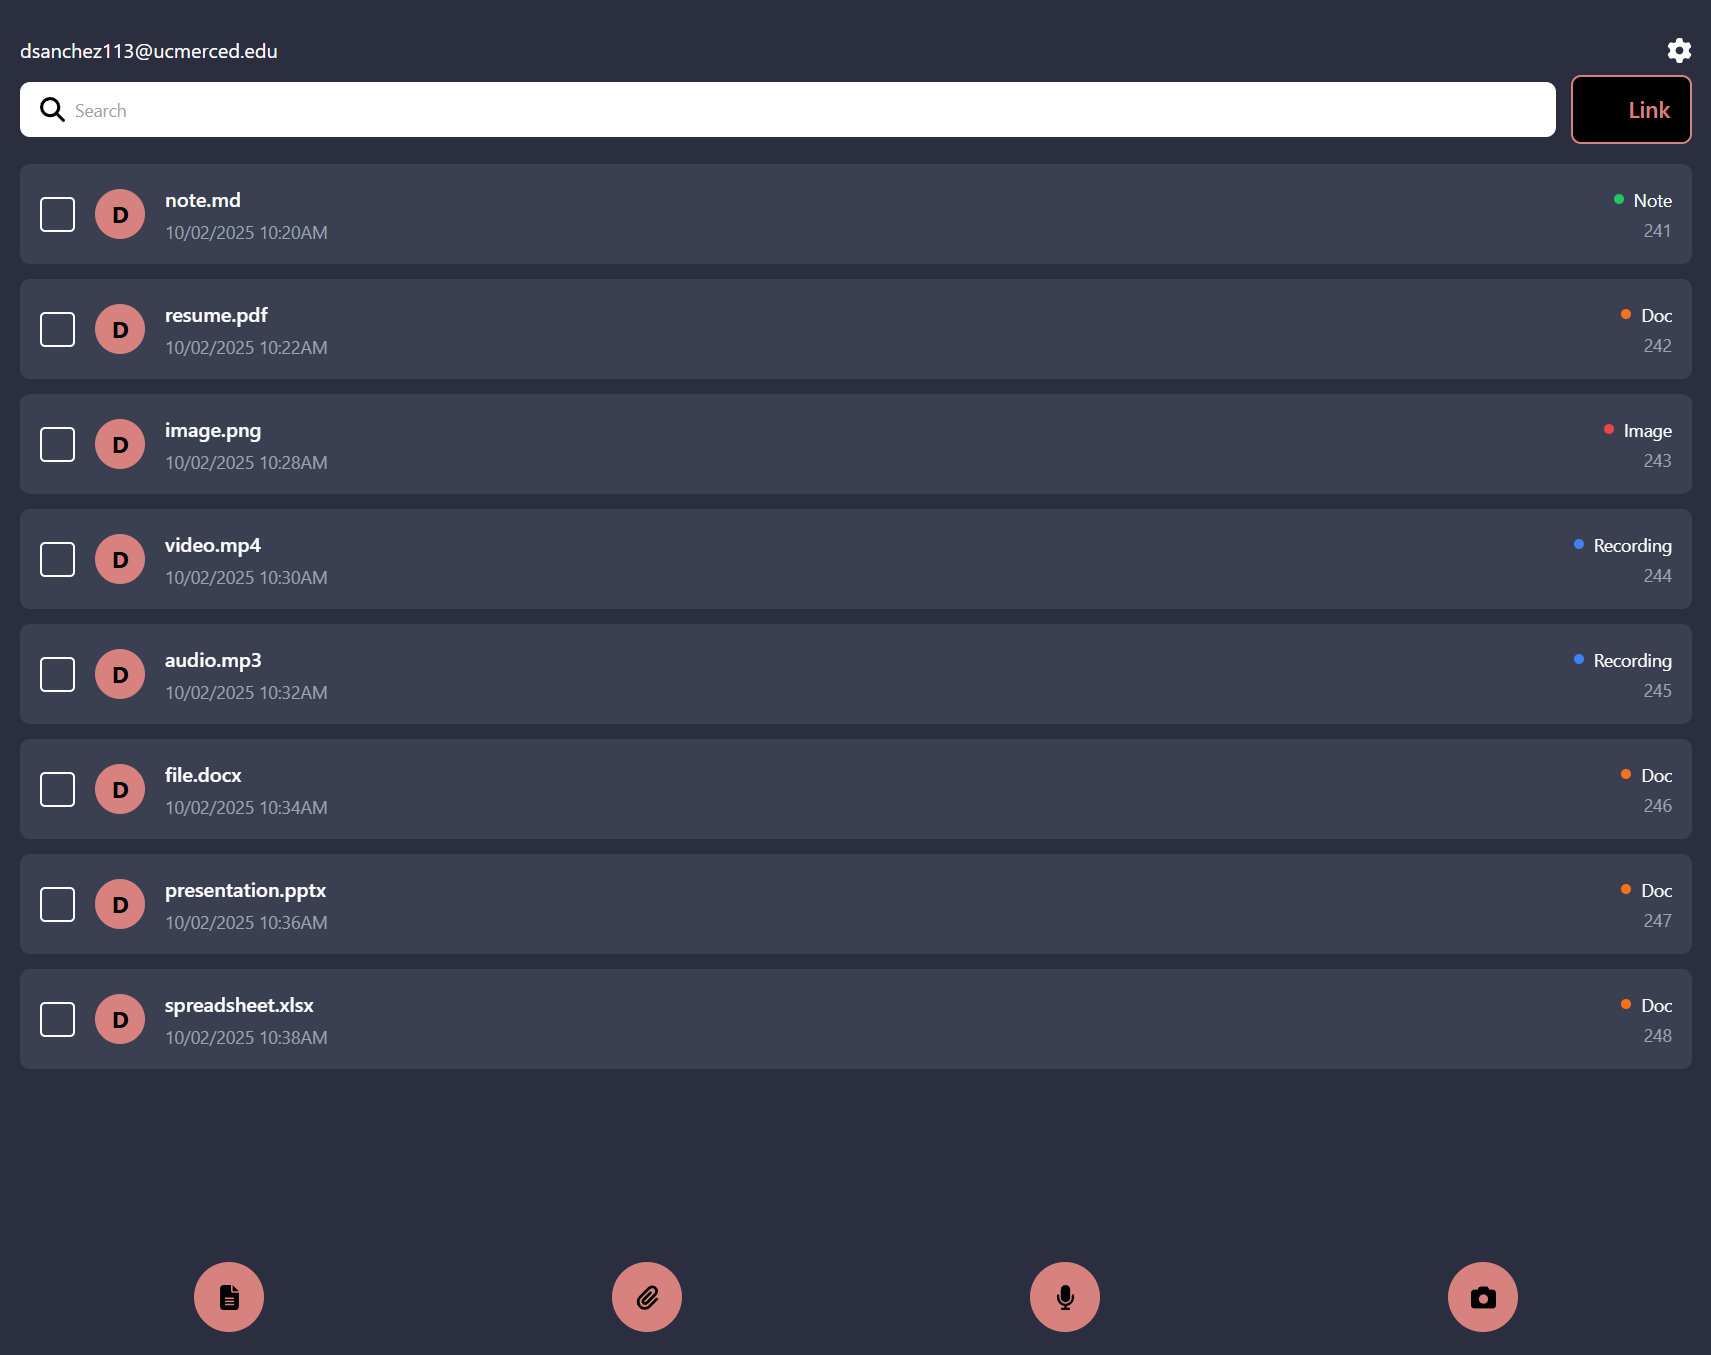 dsanchez113@ucmerced.edu
Search
Link
D
note.md
Note
10/02/2025 10:20AM
241
D
resume.pdf
Doc
10/02/2025 10:22AM
242
D
image.png
Image
10/02/2025 10:28AM
243
D
video.mp4
Recording
10/02/2025 10:30AM
244
D
audio.mp3
Recording
10/02/2025 10:32AM
245
D
file.docx
Doc
10/02/2025 10:34AM
246
D
presentation.pptx
Doc
10/02/2025 10:36AM
247
D
spreadsheet.xlsx
Doc
10/02/2025 10:38AM
248